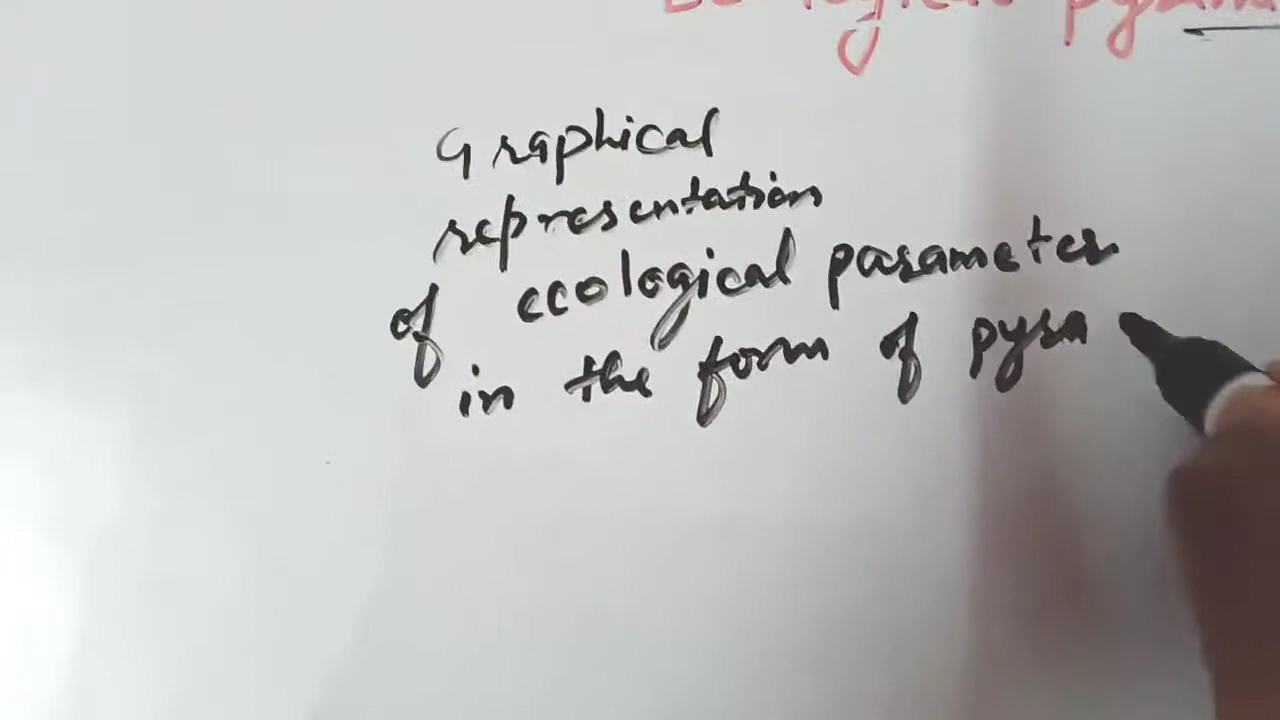 Graphical
representation
of ecological parameter
in the form of pyra